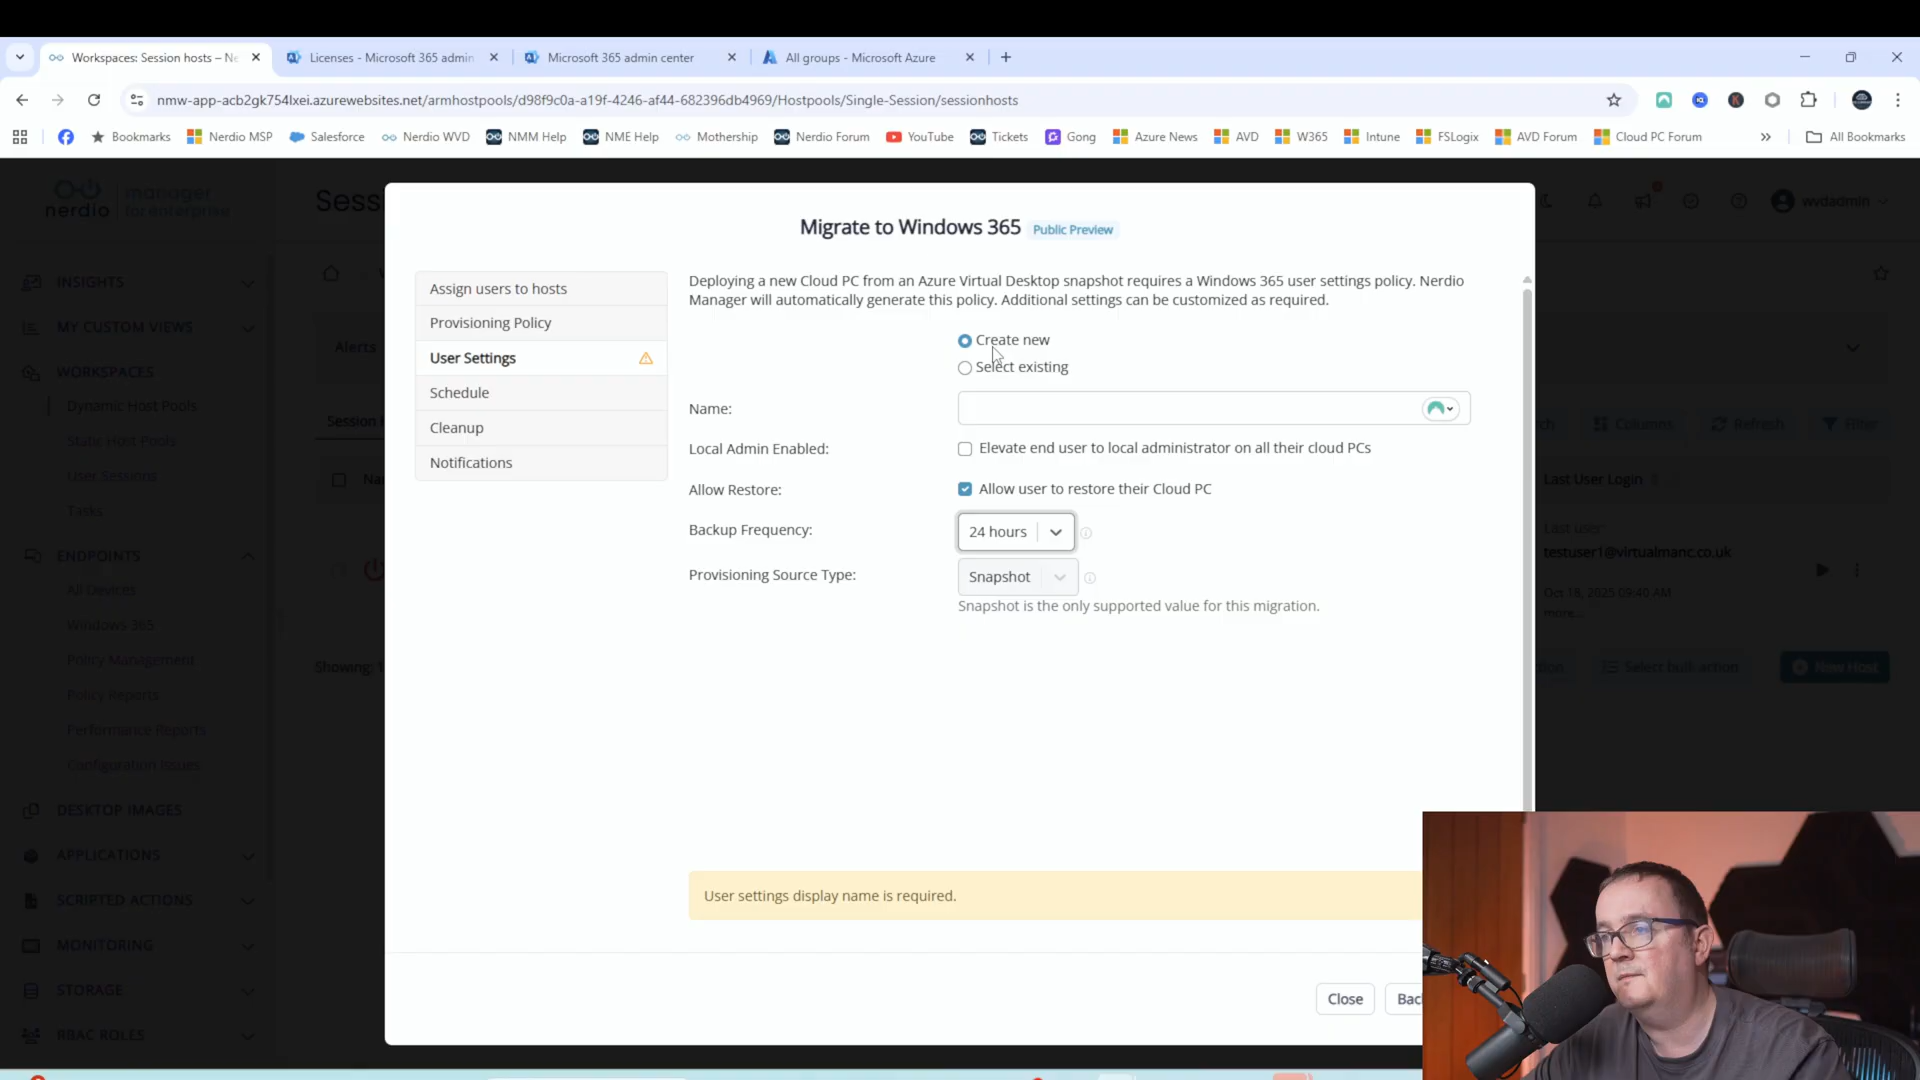 Workspaces: Session hosts – Ne
Licenses - Microsoft 365 admin
Microsoft 365 admin center
All groups - Microsoft Azure
nmw-app-acb2gk754lxei.azurewebsites.net/armhostpools/d98f9c0a-a19f-4246-af44-682396db4969/Hostpools/Single-Session/sessionhosts
Bookmarks
Nerdio MSP
Salesforce
Nerdio WVD
NMM Help
NME Help
Mothership
Nerdio Forum
YouTube
Tickets
Gong
Azure News
AVD
W365
Intune
FSLogix
AVD Forum
Cloud PC Forum
All Bookmarks
nerdio
manager
for enterprise
Sess
wvdadmin
INSIGHTS
MY CUSTOM VIEWS
WORKSPACES
Dynamic Host Pools
Static Host Pools
User Sessions
Tasks
ENDPOINTS
All Devices
Windows 365
Policy Management
Policy Reports
Performance Reports
Configuration Issues
DESKTOP IMAGES
APPLICATIONS
SCRIPTED ACTIONS
MONITORING
STORAGE
RBAC ROLES
Alerts
Session
Na
Showing:
Migrate to Windows 365 Public Preview
Assign users to hosts
Provisioning Policy
User Settings
Schedule
Cleanup
Notifications
Deploying a new Cloud PC from an Azure Virtual Desktop snapshot requires a Windows 365 user settings policy. Nerdio
Manager will automatically generate this policy. Additional settings can be customized as required.
Create new
Select existing
Name:
Local Admin Enabled:
Elevate end user to local administrator on all their cloud PCs
Allow Restore:
Allow user to restore their Cloud PC
Backup Frequency:
24 hours
Provisioning Source Type:
Snapshot
Snapshot is the only supported value for this migration.
User settings display name is required.
Close
Bac
Columns
Refresh
Filter
Last User Login
Last user:
testuser1@virtualmanc.co.uk
Oct 18, 2025 09:40 AM
more...
Select bulk action
New Host